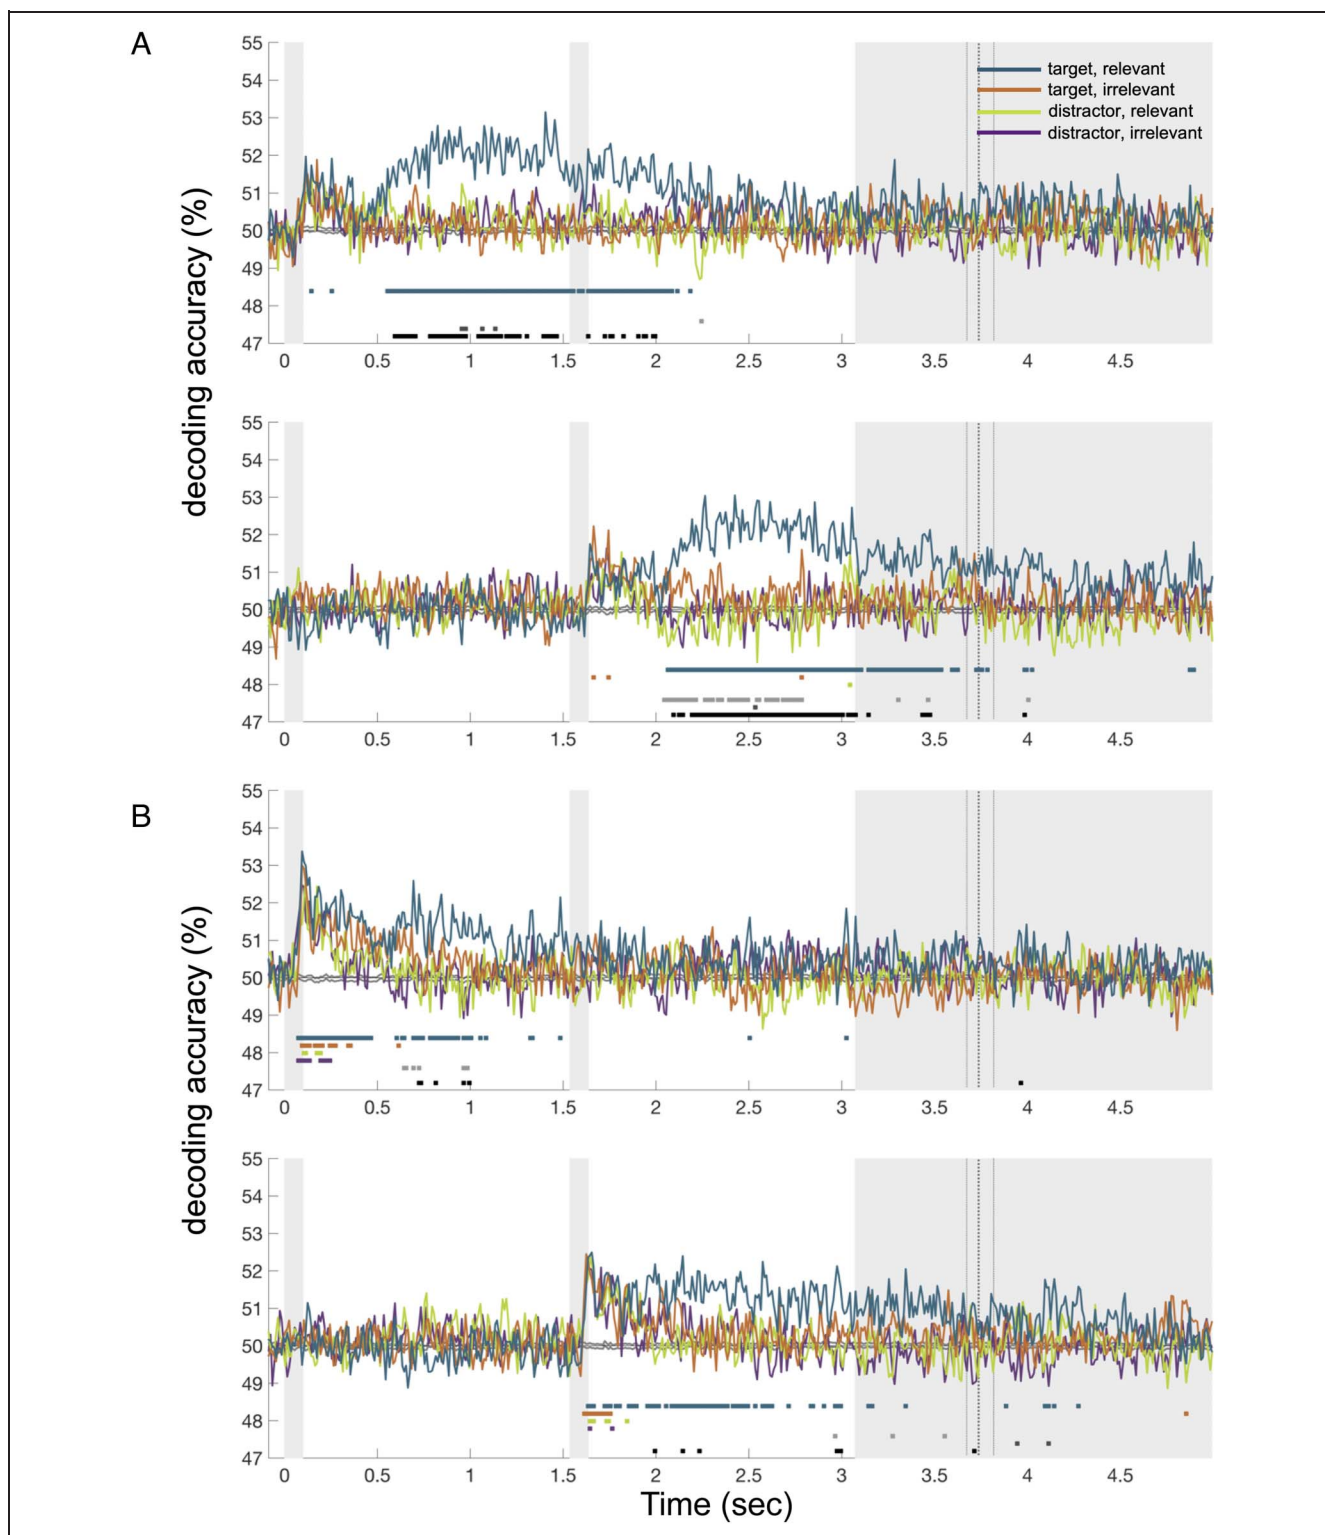 A
55
54
53
52
51
50
49
48
47
0 0.5 1 1.5 2 2.5 3 3.5 4 4.5
target, relevant
target, irrelevant
distractor, relevant
distractor, irrelevant
decoding accuracy (%)
55
54
53
52
51
50
49
48
47
0 0.5 1 1.5 2 2.5 3 3.5 4 4.5
B
55
54
53
52
51
50
49
48
47
0 0.5 1 1.5 2 2.5 3 3.5 4 4.5
decoding accuracy (%)
55
54
53
52
51
50
49
48
47
0 0.5 1 1.5 2 2.5 3 3.5 4 4.5
Time (sec)